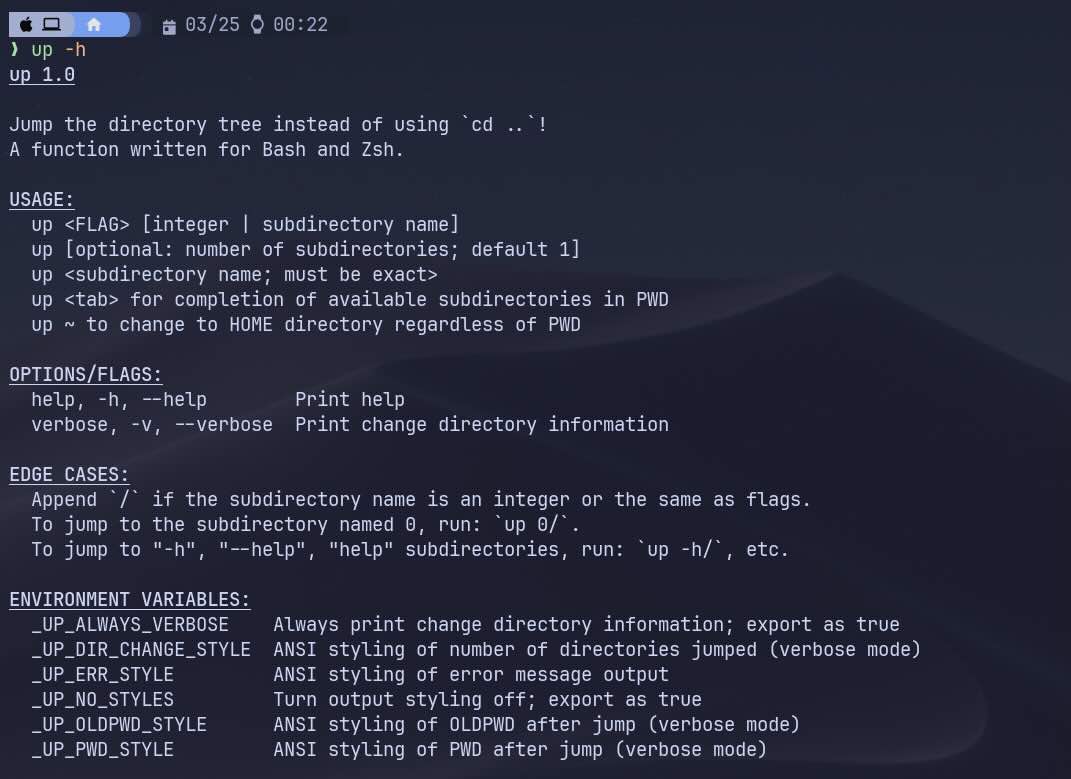 03/25 00:22
❱ up -h
up 1.0
Jump the directory tree instead of using `cd ..`!
A function written for Bash and Zsh.
USAGE:
up <FLAG> [integer | subdirectory name]
up [optional: number of subdirectories; default 1]
up <subdirectory name; must be exact>
up <tab> for completion of available subdirectories in PWD
up ~ to change to HOME directory regardless of PWD
OPTIONS/FLAGS:
help, -h, --help Print help
verbose, -v, --verbose Print change directory information
EDGE CASES:
Append `/` if the subdirectory name is an integer or the same as flags.
To jump to the subdirectory named 0, run: `up 0/`.
To jump to "-h", "--help", "help" subdirectories, run: `up -h/`, etc.
ENVIRONMENT VARIABLES:
_UP_ALWAYS_VERBOSE Always print change directory information; export as true
_UP_DIR_CHANGE_STYLE ANSI styling of number of directories jumped (verbose mode)
_UP_ERR_STYLE ANSI styling of error message output
_UP_NO_STYLES Turn output styling off; export as true
_UP_OLDPWD_STYLE ANSI styling of OLDPWD after jump (verbose mode)
_UP_PWD_STYLE ANSI styling of PWD after jump (verbose mode)